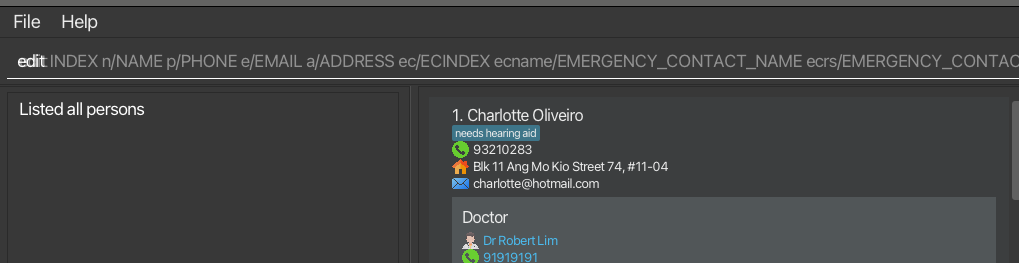 File Help
edit INDEX n/NAME p/PHONE e/EMAIL a/ADDRESS ec/ECINDEX ecname/EMERGENCY_CONTACT_NAME ecrs/EMERGENCY_CONTAC
Listed all persons
1. Charlotte Oliveiro
needs hearing aid
93210283
Blk 11 Ang Mo Kio Street 74, #11-04
charlotte@hotmail.com
Doctor
Dr Robert Lim
91919191